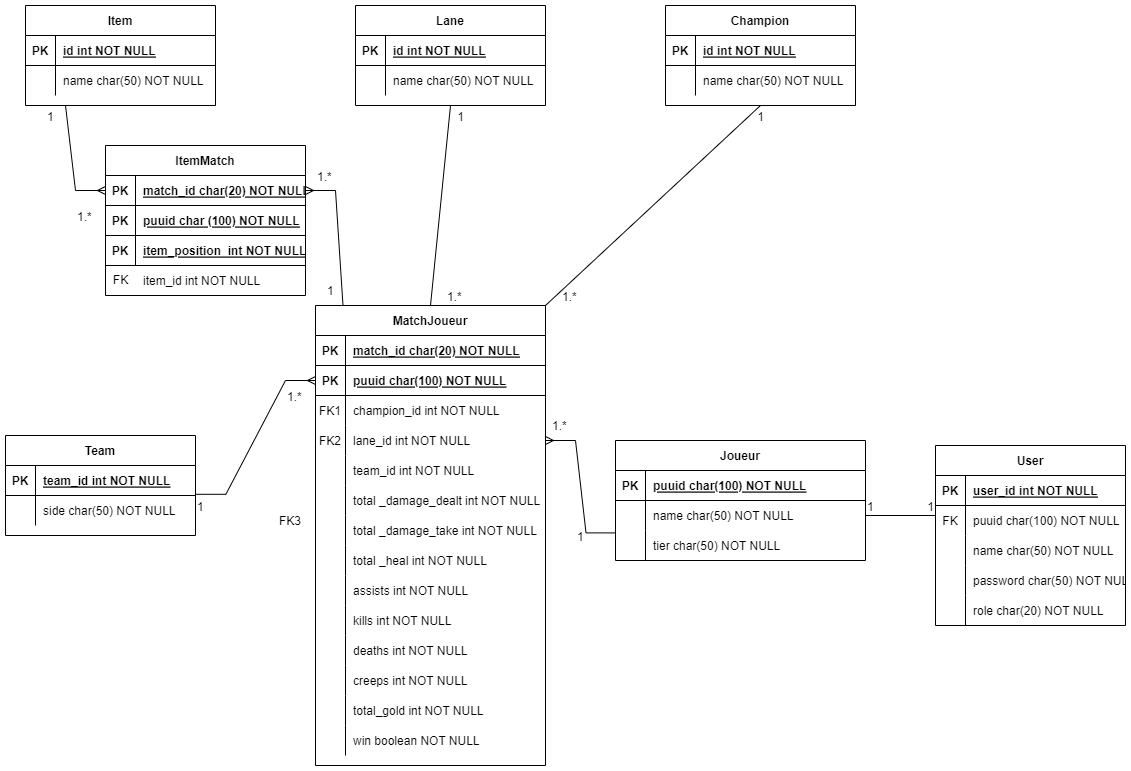 Item
PK id int NOT NULL
name char(50) NOT NULL
Lane
PK id int NOT NULL
name char(50) NOT NULL
Champion
PK id int NOT NULL
name char(50) NOT NULL
1
1
1
ItemMatch
PK match_id char(20) NOT NULL
PK puuid char (100) NOT NULL
PK item_position int NOT NULL
FK item_id int NOT NULL
1.*
1.*
1
1.*
1.*
MatchJoueur
PK match_id char(20) NOT NULL
PK puuid char(100) NOT NULL
FK1 champion_id int NOT NULL
FK2 lane_id int NOT NULL
team_id int NOT NULL
total _damage_dealt int NOT NULL
total _damage_take int NOT NULL
total _heal int NOT NULL
assists int NOT NULL
kills int NOT NULL
deaths int NOT NULL
creeps int NOT NULL
total_gold int NOT NULL
win boolean NOT NULL
FK3
1.*
1.*
Team
PK team_id int NOT NULL
side char(50) NOT NULL
1
Joueur
PK puuid char(100) NOT NULL
name char(50) NOT NULL
tier char(50) NOT NULL
1
1
1
User
PK user_id int NOT NULL
FK puuid char(100) NOT NULL
name char(50) NOT NULL
password char(50) NUL
role char(20) NOT NULL